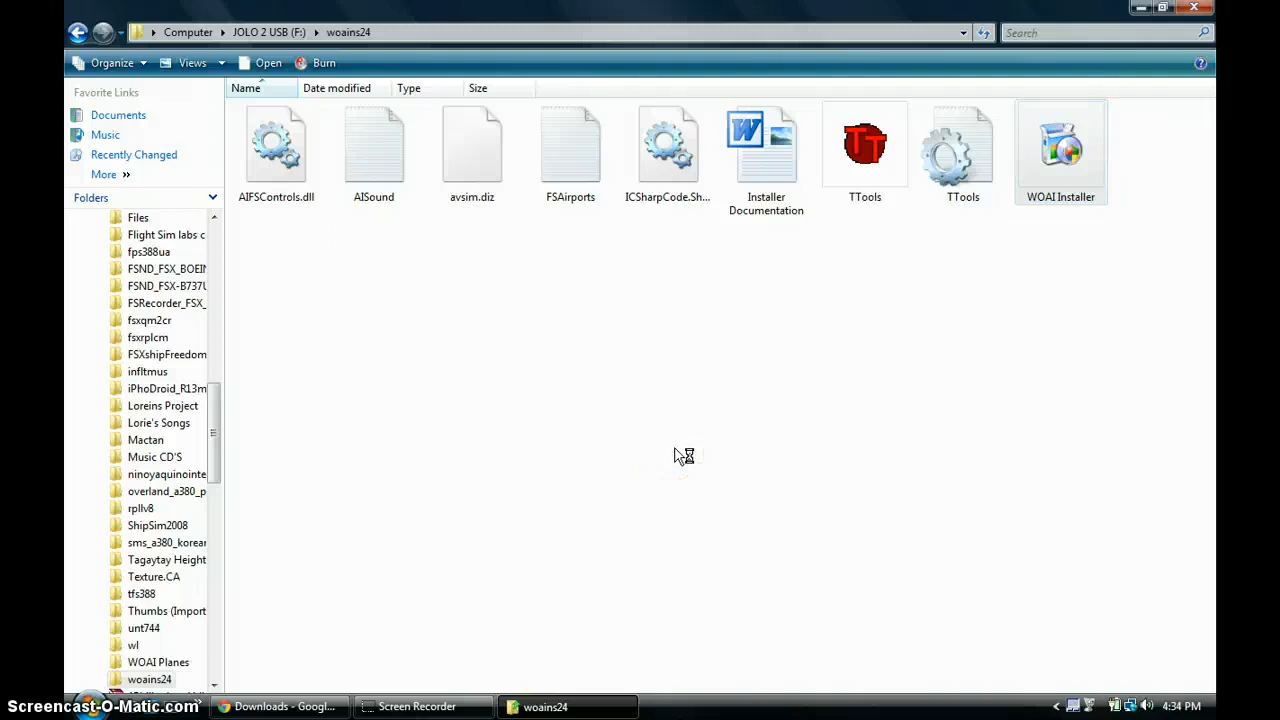 Computer JOLO 2 USB (F:) woains24
Search
Organize Views Open Burn
Favorite Links
Documents
Music
Recently Changed
More »
Folders
Files
Flight Sim labs c
fps388ua
FSND_FSX_BOEIN
FSND_FSX-B737U
FSRecorder_FSX_
fsxqm2cr
fsxrplcm
FSXshipFreedom
infltmus
iPhoDroid_R13m
Loreins Project
Lorie's Songs
Mactan
Music CD'S
ninoyaquinointe
overland_a380_p
rpllv8
ShipSim2008
sms_a380_korean
Tagaytay Height
Texture.CA
tfs388
Thumbs (Import
unt744
wl
WOAI Planes
woains24
Name Date modified Type Size
W
TT
AIFSControls.dll AISound avsim.diz FSAirports ICSharpCode.Sh... Installer Documentation TTools TTools WOAI Installer
Screencast-O-Matic.com
Downloads - Googl... Screen Recorder woains24
4:34 PM